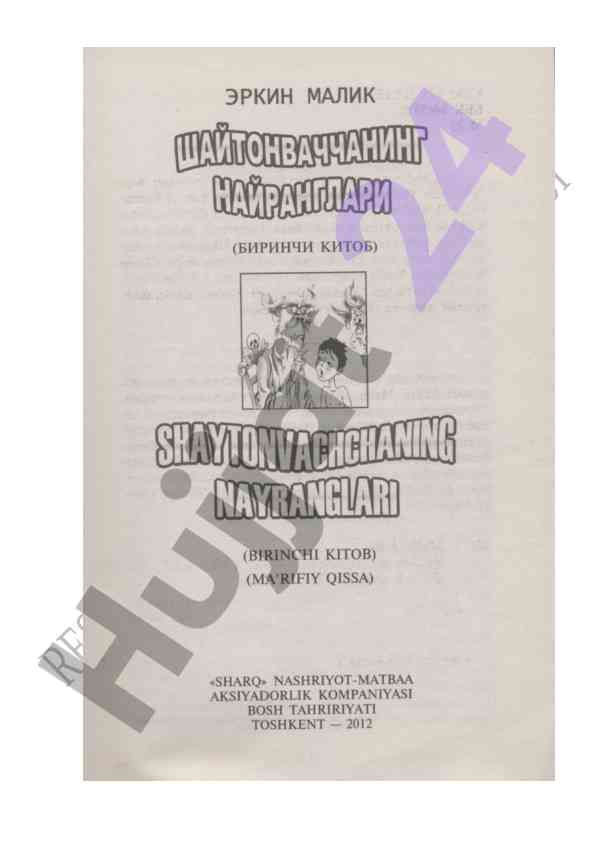 ЭРКИН МАЛИК
ШАЙТОНВАЧЧАНИНГ
НАЙРАНГЛАРИ
(БИРИНЧИ КИТОБ)
SHAYTONVACHCHANING
NAYRANGLARI
(BIRINCHI KITOB)
(MA'RIFIY QISSA)
«SHARQ» NASHRIYOT-MATBAA
AKSIYADORLIK KOMPANIYASI
BOSH TAHRIRIYATI
TOSHKENT — 2012
Hujjat 24